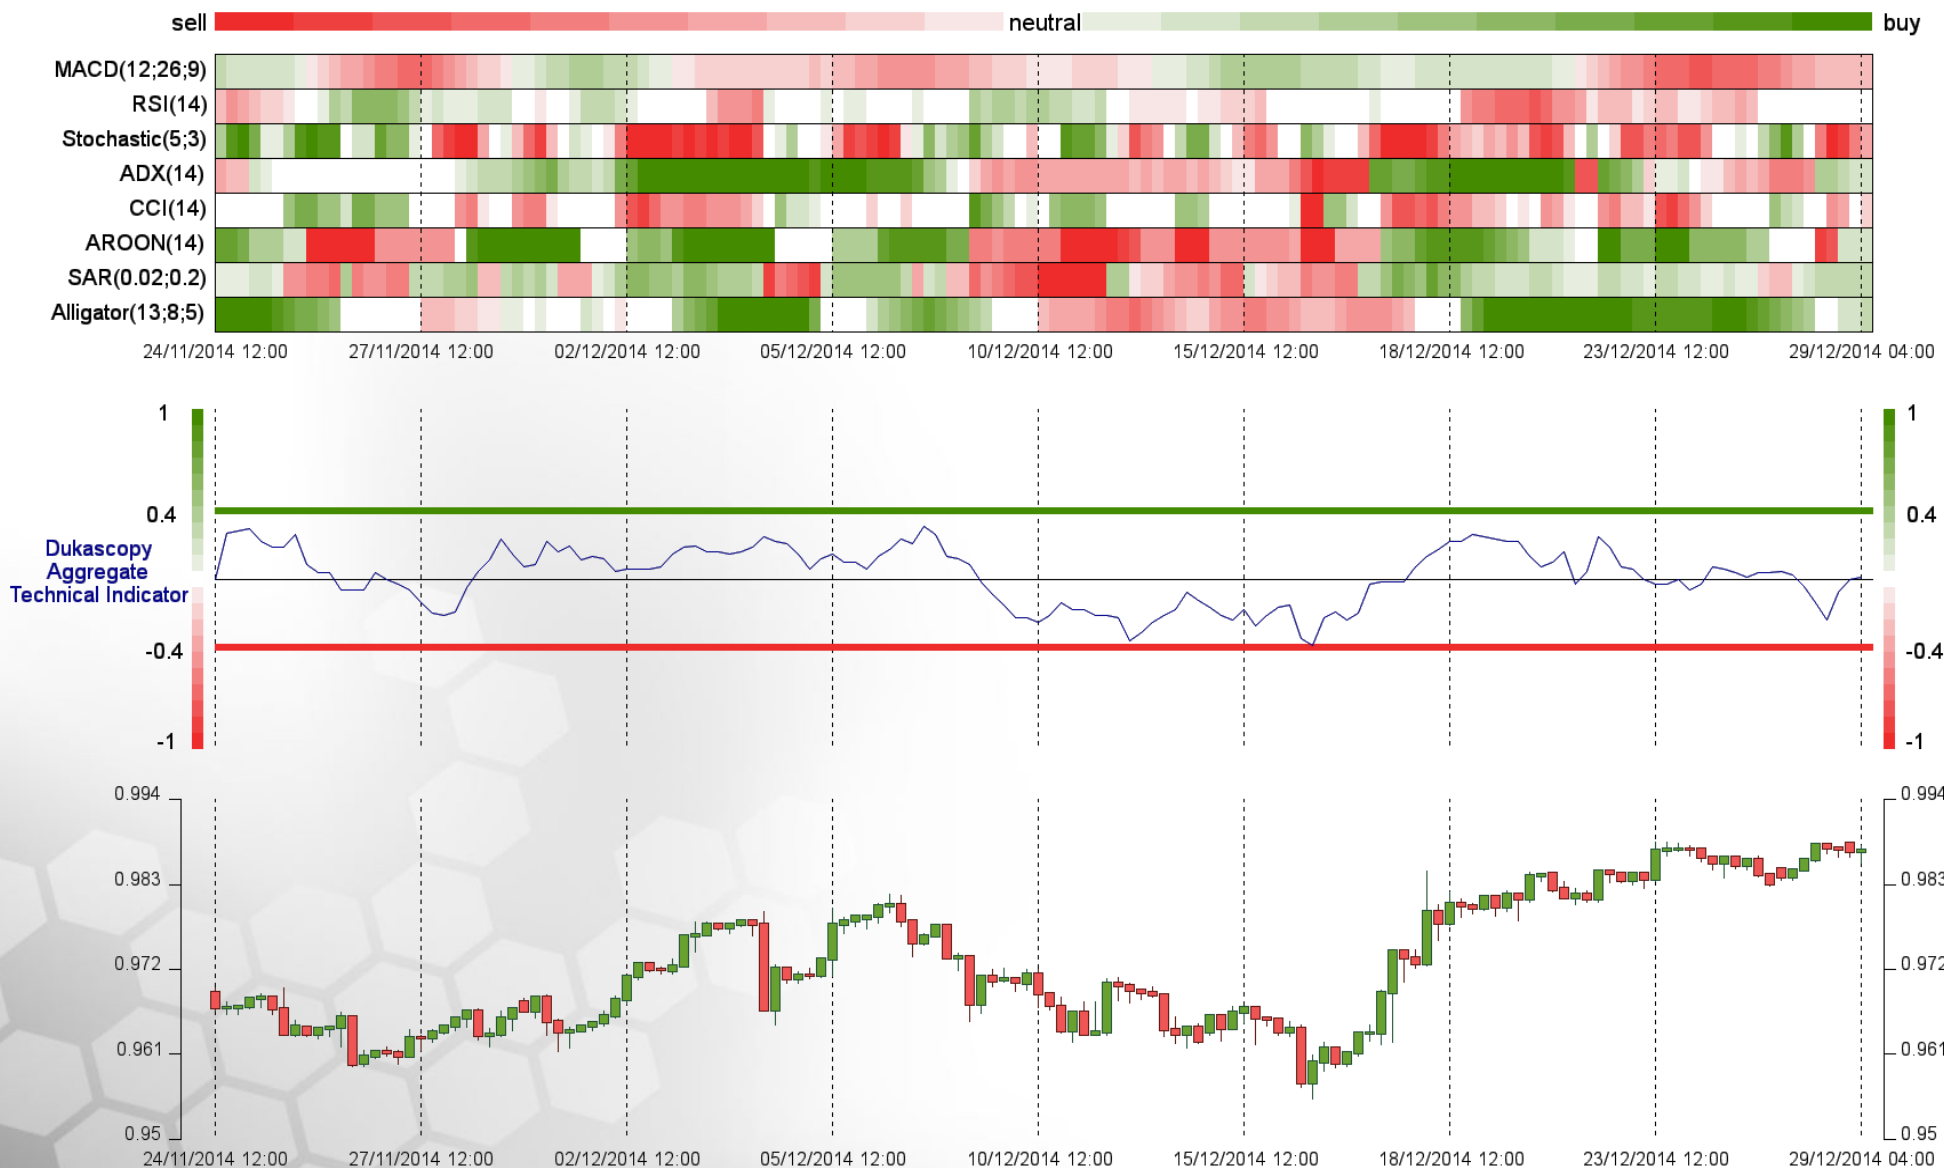 sell neutral buy
MACD(12;26;9)
RSI(14)
Stochastic(5;3)
ADX(14)
CCI(14)
AROON(14)
SAR(0.02;0.2)
Alligator(13;8;5)
24/11/2014 12:00 27/11/2014 12:00 02/12/2014 12:00 05/12/2014 12:00 10/12/2014 12:00 15/12/2014 12:00 18/12/2014 12:00 23/12/2014 12:00 29/12/2014 04:00
1 1
0.4 0.4
Dukascopy
Aggregate
Technical Indicator
-0.4 -0.4
-1 -1
0.994 0.994
0.983 0.983
0.972 0.972
0.961 0.961
0.95 0.95
24/11/2014 12:00 27/11/2014 12:00 02/12/2014 12:00 05/12/2014 12:00 10/12/2014 12:00 15/12/2014 12:00 18/12/2014 12:00 23/12/2014 12:00 29/12/2014 04:00